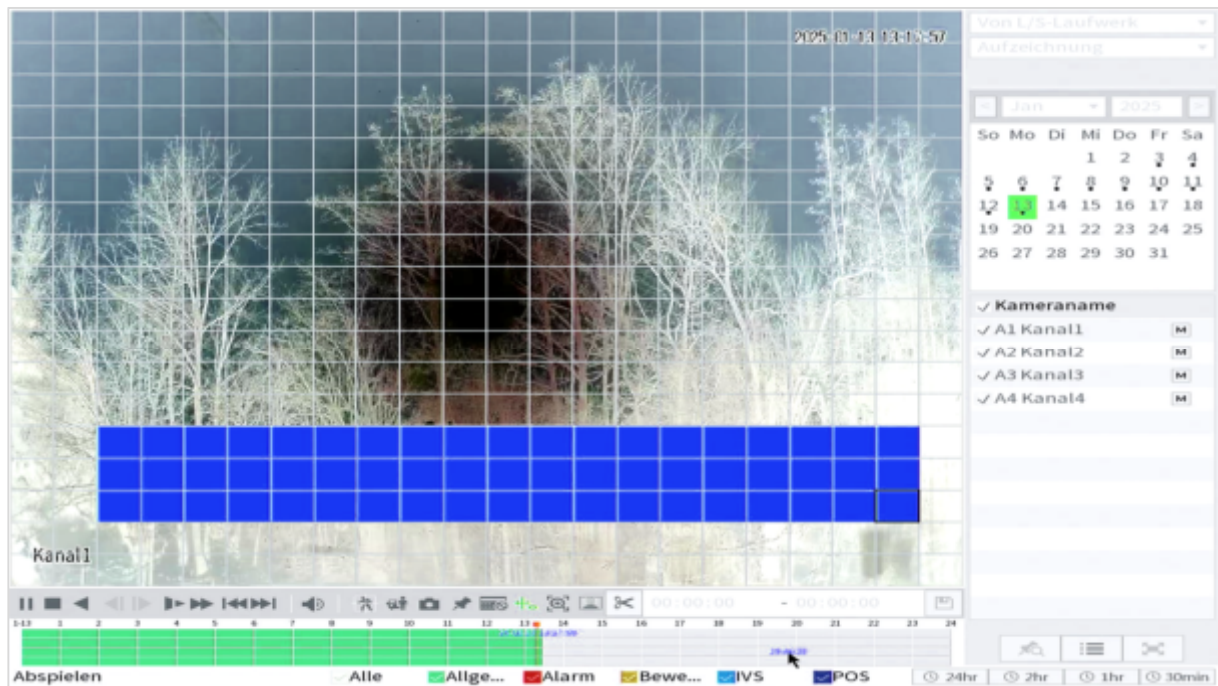 Von L/S-Laufwerk
Aufzeichnung
Jan 2025
So Mo Di Mi Do Fr Sa
1 2 3 4
5 6 7 8 9 10 11
12 13 14 15 16 17 18
19 20 21 22 23 24 25
26 27 28 29 30 31
Kameraname
A1 Kanal1 M
A2 Kanal2 M
A3 Kanal3 M
A4 Kanal4 M
Kanal1
00:00:00 - 00:00:00
1-13 1 2 3 4 5 6 7 8 9 10 11 12 13 14 15 16 17 18 19 20 21 22 23 24
Abspielen Alle Allge... Alarm Bewe... IVS POS 24hr 2hr 1hr 30min